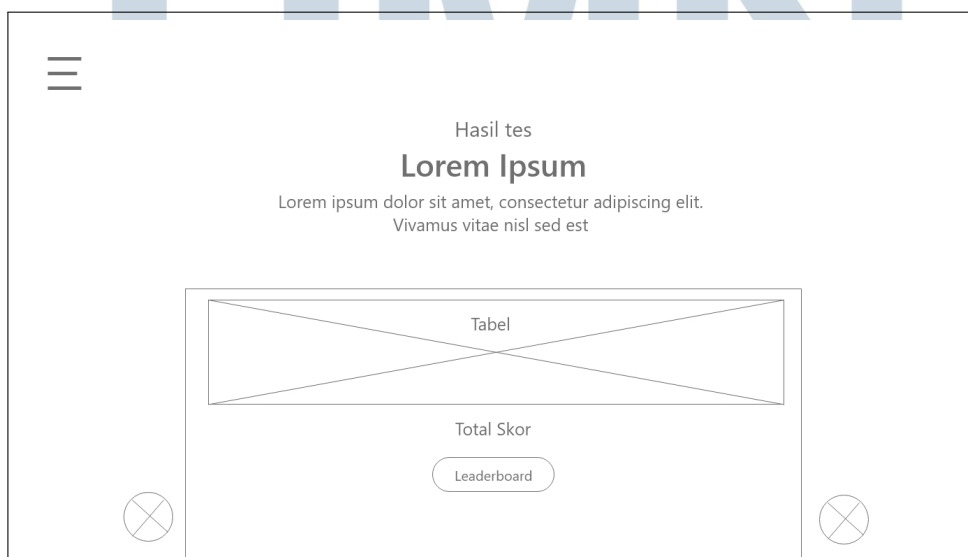 Hasil tes
Lorem Ipsum
Lorem ipsum dolor sit amet, consectetur adipiscing elit.
Vivamus vitae nisl sed est
Tabel
Total Skor
Leaderboard